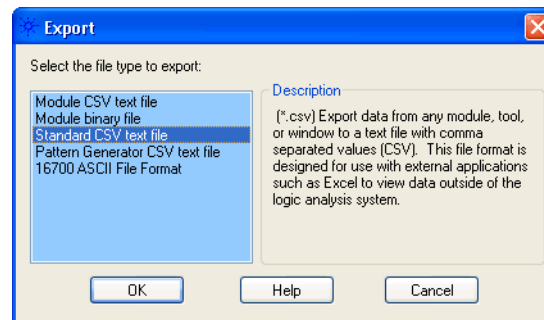 Export
Select the file type to export:
Module CSV text file
Module binary file
Standard CSV text file
Pattern Generator CSV text file
16700 ASCII File Format
Description
(*.csv) Export data from any module, tool,
or window to a text file with comma
separated values (CSV). This file format is
designed for use with external applications
such as Excel to view data outside of the
logic analysis system.
OK
Help
Cancel